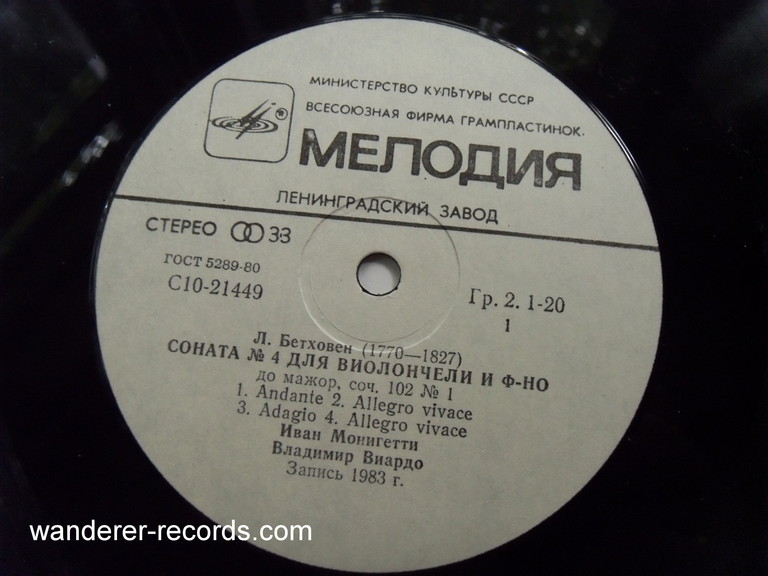 МИНИСТЕРСТВО КУЛЬТУРЫ СССР
ВСЕСОЮЗНАЯ ФИРМА ГРАМПЛАСТИНОК.
МЕЛОДИЯ
ЛЕНИНГРАДСКИЙ ЗАВОД
СТЕРЕО 33
ГОСТ 5289-80
С10-21449
Гр. 2. 1-20
1
Л. Бетховен (1770—1827)
СОНАТА № 4 ДЛЯ ВИОЛОНЧЕЛИ И Ф-НО
до мажор, соч. 102 № 1
1. Andante 2. Allegro vivace
3. Adagio 4. Allegro vivace
Иван Монигетти
Владимир Виардо
Запись 1983 г.
wanderer-records.com